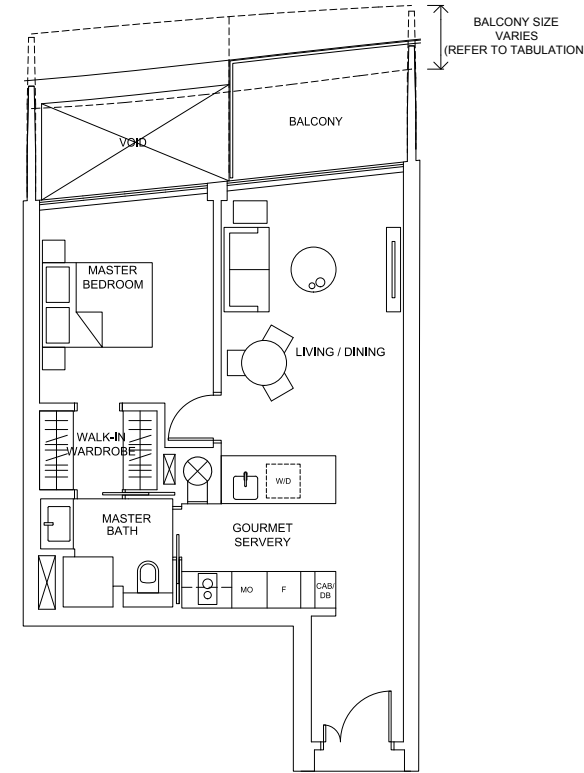 BALCONY SIZE
VARIES
(REFER TO TABULATION
BALCONY
VOID
MASTER
BEDROOM
LIVING / DINING
WALK-IN
WARDROBE
W/D
MASTER
BATH
GOURMET
SERVERY
MO
F
CAB/
DB